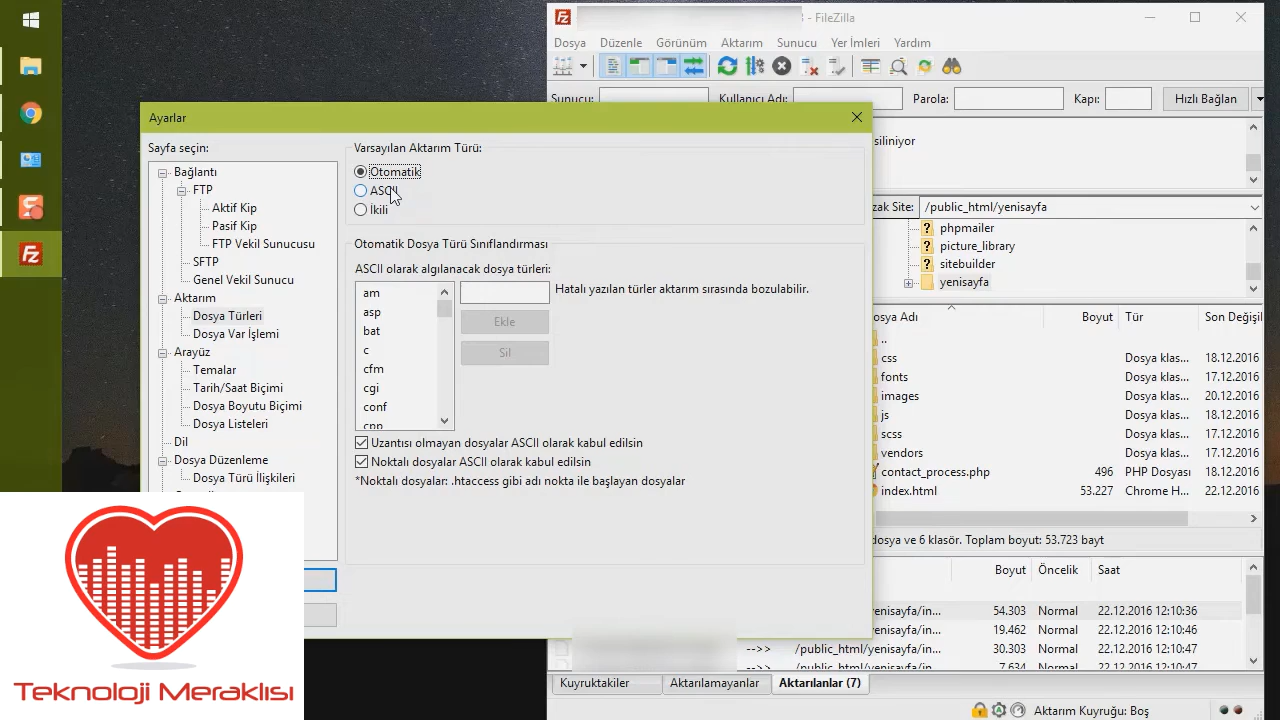 - FileZilla
Dosya Düzenle Görünüm Aktarım Sunucu Yer İmleri Yardım
Sunucu: Kullanıcı Adı: Parola: Kapı: Hızlı Bağlan
siliniyor
Ayarlar
Sayfa seçin:
Bağlantı
FTP
Aktif Kip
Pasif Kip
FTP Vekil Sunucusu
SFTP
Genel Vekil Sunucu
Aktarım
Dosya Türleri
Dosya Var İşlemi
Arayüz
Temalar
Tarih/Saat Biçimi
Dosya Boyutu Biçimi
Dosya Listeleri
Dil
Dosya Düzenleme
Dosya Türü İlişkileri
Varsayılan Aktarım Türü:
Otomatik
ASCII
İkili
Otomatik Dosya Türü Sınıflandırması
ASCII olarak algılanacak dosya türleri:
am
asp
bat
c
cfm
cgi
conf
cpp
Hatalı yazılan türler aktarım sırasında bozulabilir.
Ekle
Sil
Uzantısı olmayan dosyalar ASCII olarak kabul edilsin
Noktalı dosyalar ASCII olarak kabul edilsin
*Noktalı dosyalar: .htaccess gibi adı nokta ile başlayan dosyalar
zak Site: /public_html/yenisayfa
phpmailer
picture_library
sitebuilder
yenisayfa
osya Adı Boyut Tür Son Değişil
..
css Dosya klas... 18.12.2016
fonts Dosya klas... 17.12.2016
images Dosya klas... 20.12.2016
js Dosya klas... 18.12.2016
scss Dosya klas... 17.12.2016
vendors Dosya klas... 17.12.2016
contact_process.php 496 PHP Dosyası 18.12.2016
index.html 53.227 Chrome H... 22.12.2016
dosya ve 6 klasör. Toplam boyut: 53.723 bayt
Boyut Öncelik Saat
/yenisayfa/in... 54.303 Normal 22.12.2016 12:10:36
/yenisayfa/in... 19.462 Normal 22.12.2016 12:10:46
-->> /public_html/yenisayfa/in... 30.303 Normal 22.12.2016 12:10:47
-->> /public_html/yenisayfa/in... 7.634 Normal 22.12.2016 12:10:47
Kuyruktakiler Aktarılamayanlar Aktarılanlar (7)
Aktarım Kuyruğu: Boş
Teknoloji Meraklısı